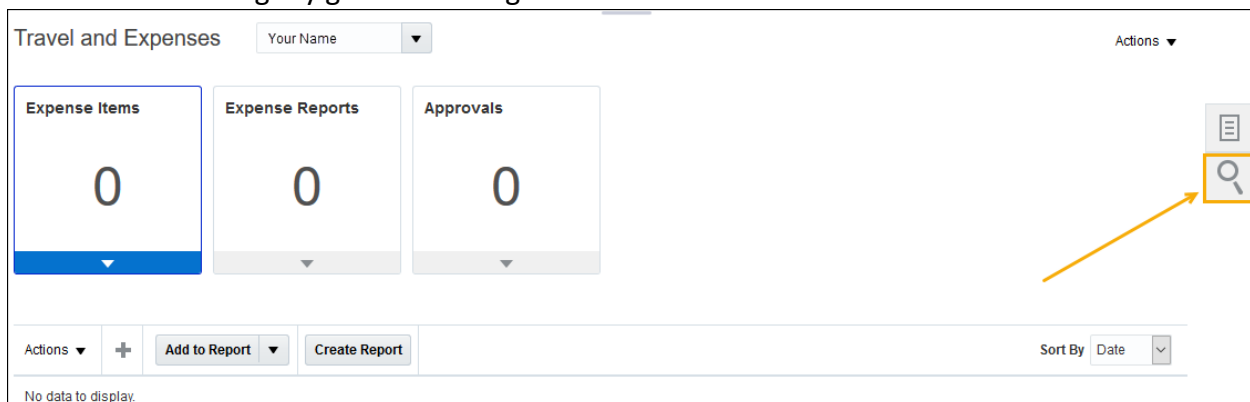 Travel and Expenses Your Name Actions
Expense Items Expense Reports Approvals
0 0 0
Actions Add to Report Create Report Sort By Date
No data to display.